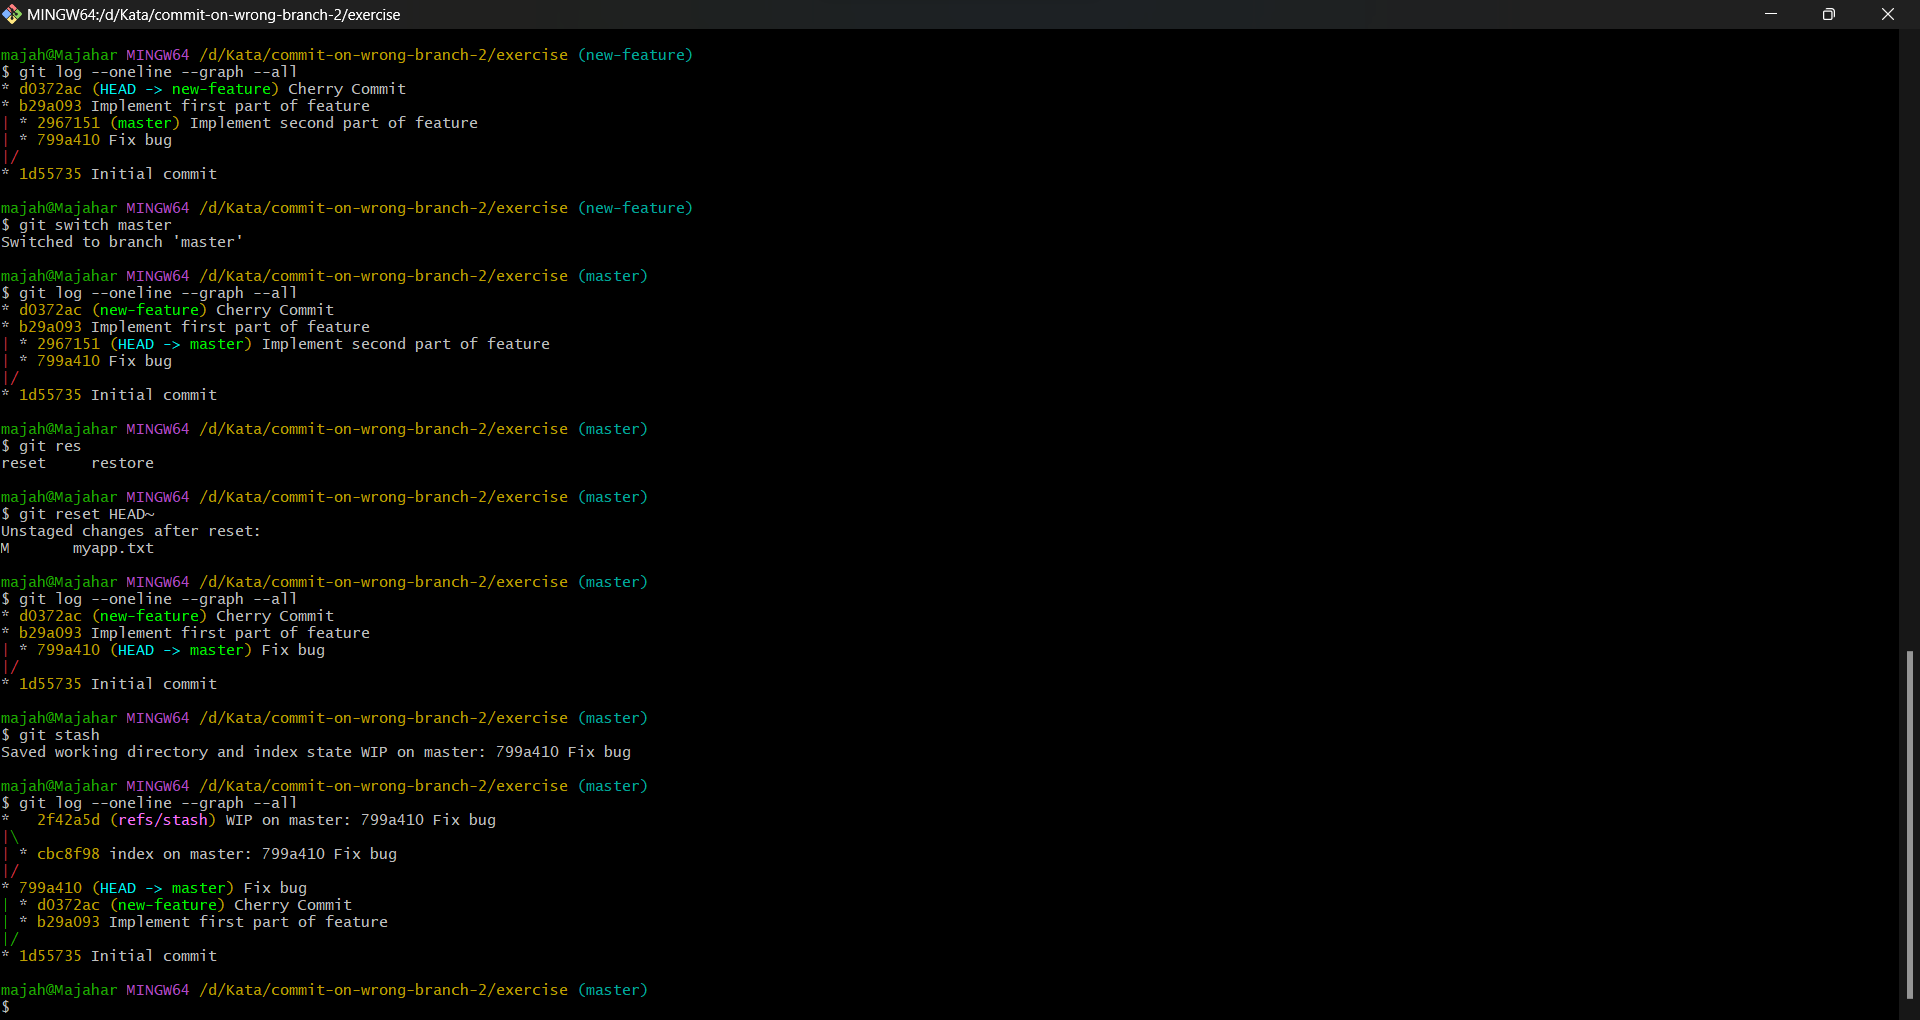 MINGW64:/d/Kata/commit-on-wrong-branch-2/exercise
majah@Majahar MINGW64 /d/Kata/commit-on-wrong-branch-2/exercise (new-feature)
$ git log --oneline --graph --all
* d0372ac (HEAD -> new-feature) Cherry Commit
* b29a093 Implement first part of feature
| * 2967151 (master) Implement second part of feature
| * 799a410 Fix bug
|/
* 1d55735 Initial commit
majah@Majahar MINGW64 /d/Kata/commit-on-wrong-branch-2/exercise (new-feature)
$ git switch master
Switched to branch 'master'
majah@Majahar MINGW64 /d/Kata/commit-on-wrong-branch-2/exercise (master)
$ git log --oneline --graph --all
* d0372ac (new-feature) Cherry Commit
* b29a093 Implement first part of feature
| * 2967151 (HEAD -> master) Implement second part of feature
| * 799a410 Fix bug
|/
* 1d55735 Initial commit
majah@Majahar MINGW64 /d/Kata/commit-on-wrong-branch-2/exercise (master)
$ git res
reset     restore
majah@Majahar MINGW64 /d/Kata/commit-on-wrong-branch-2/exercise (master)
$ git reset HEAD~
Unstaged changes after reset:
M       myapp.txt
majah@Majahar MINGW64 /d/Kata/commit-on-wrong-branch-2/exercise (master)
$ git log --oneline --graph --all
* d0372ac (new-feature) Cherry Commit
* b29a093 Implement first part of feature
| * 799a410 (HEAD -> master) Fix bug
|/
* 1d55735 Initial commit
majah@Majahar MINGW64 /d/Kata/commit-on-wrong-branch-2/exercise (master)
$ git stash
Saved working directory and index state WIP on master: 799a410 Fix bug
majah@Majahar MINGW64 /d/Kata/commit-on-wrong-branch-2/exercise (master)
$ git log --oneline --graph --all
*   2f42a5d (refs/stash) WIP on master: 799a410 Fix bug
|\
| * cbc8f98 index on master: 799a410 Fix bug
|/
* 799a410 (HEAD -> master) Fix bug
| * d0372ac (new-feature) Cherry Commit
| * b29a093 Implement first part of feature
|/
* 1d55735 Initial commit
majah@Majahar MINGW64 /d/Kata/commit-on-wrong-branch-2/exercise (master)
$